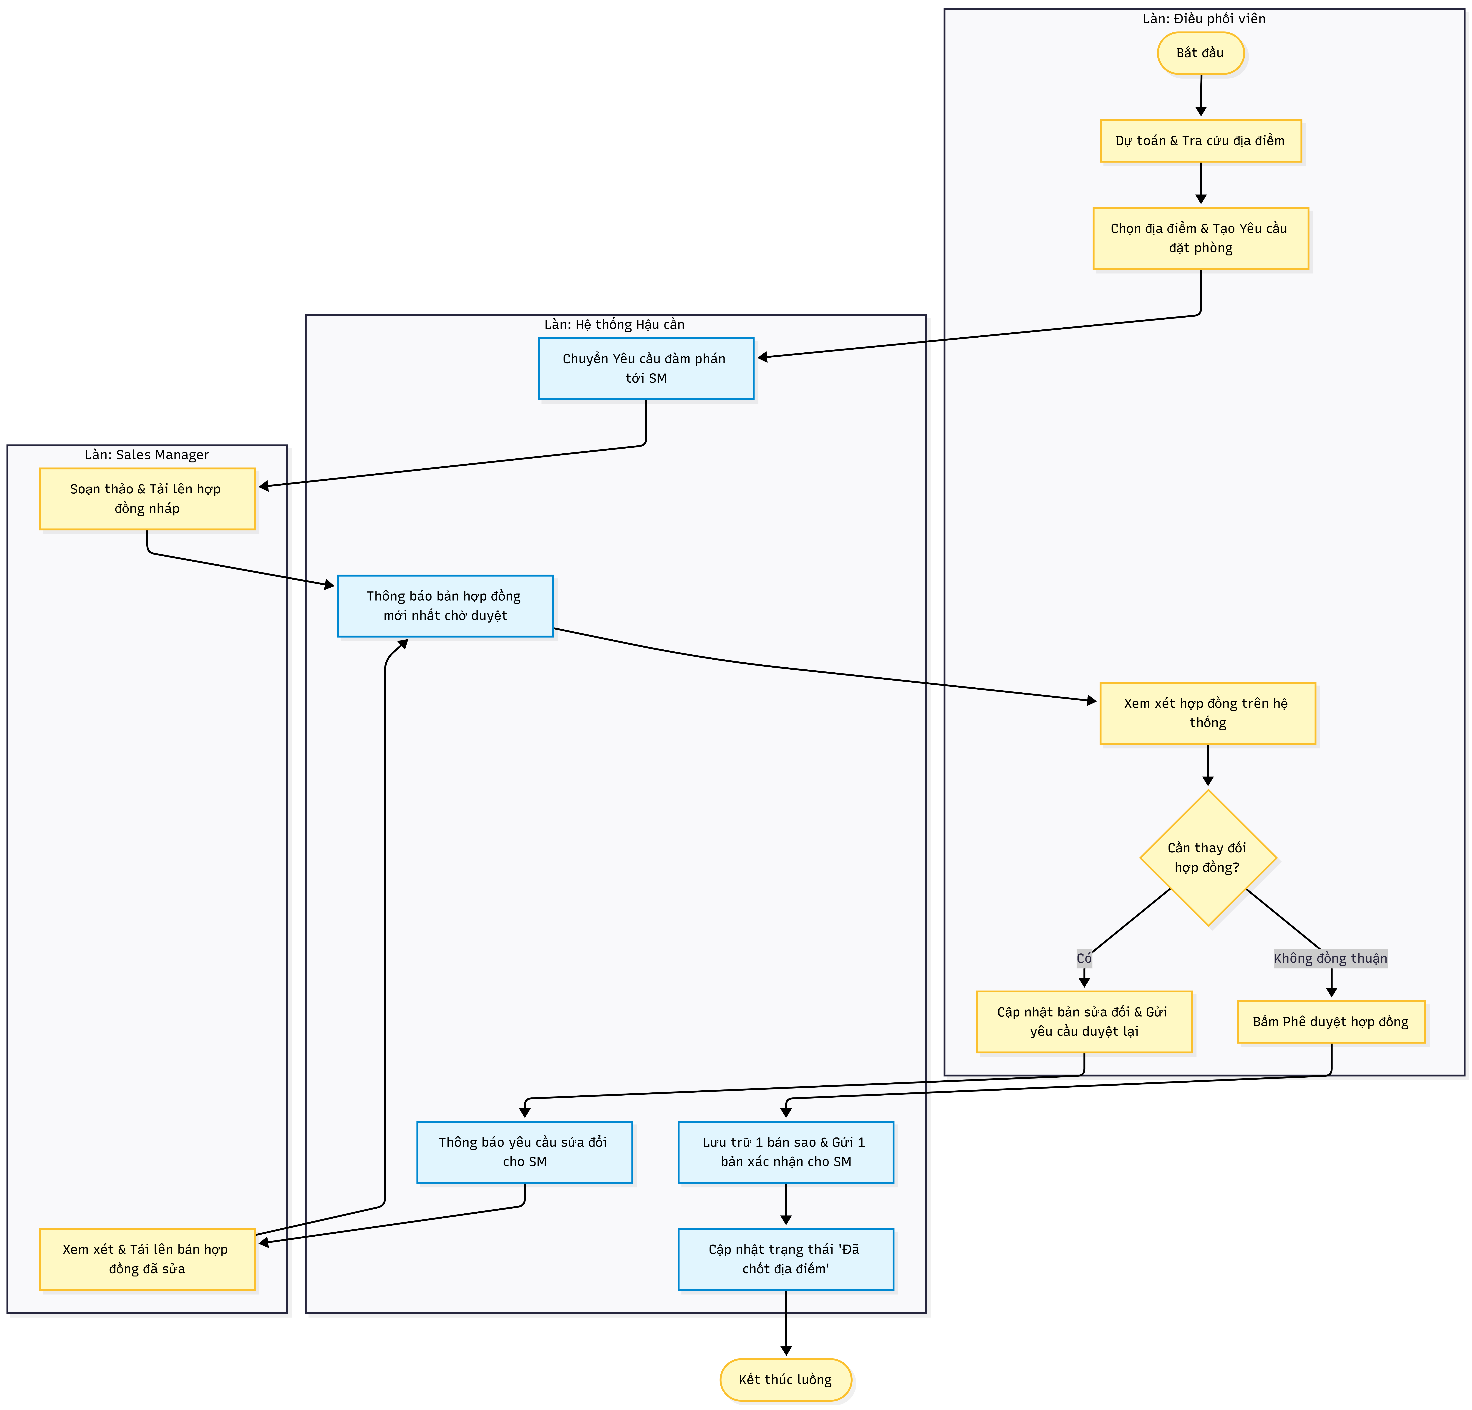 Làn: Điều phối viên
Bắt đầu
Dự toán & Tra cứu địa điểm
Chọn địa điểm & Tạo Yêu cầu
đặt phòng
Làn: Hệ thống Hậu cần
Chuyển Yêu cầu đàm phán
tới SM
Làn: Sales Manager
Soạn thảo & Tải lên hợp
đồng nháp
Thông báo bản hợp đồng
mới nhất chờ duyệt
Xem xét hợp đồng trên hệ
thống
Cần thay đổi
hợp đồng?
Có
Không đồng thuận
Cập nhật bản sửa đổi & Gửi
yêu cầu duyệt lại
Bấm Phê duyệt hợp đồng
Thông báo yêu cầu sửa đổi
cho SM
Lưu trữ 1 bản sao & Gửi 1
bản xác nhận cho SM
Xem xét & Tải lên bản hợp
đồng đã sửa
Cập nhật trạng thái 'Đã
chốt địa điểm'
Kết thúc luồng